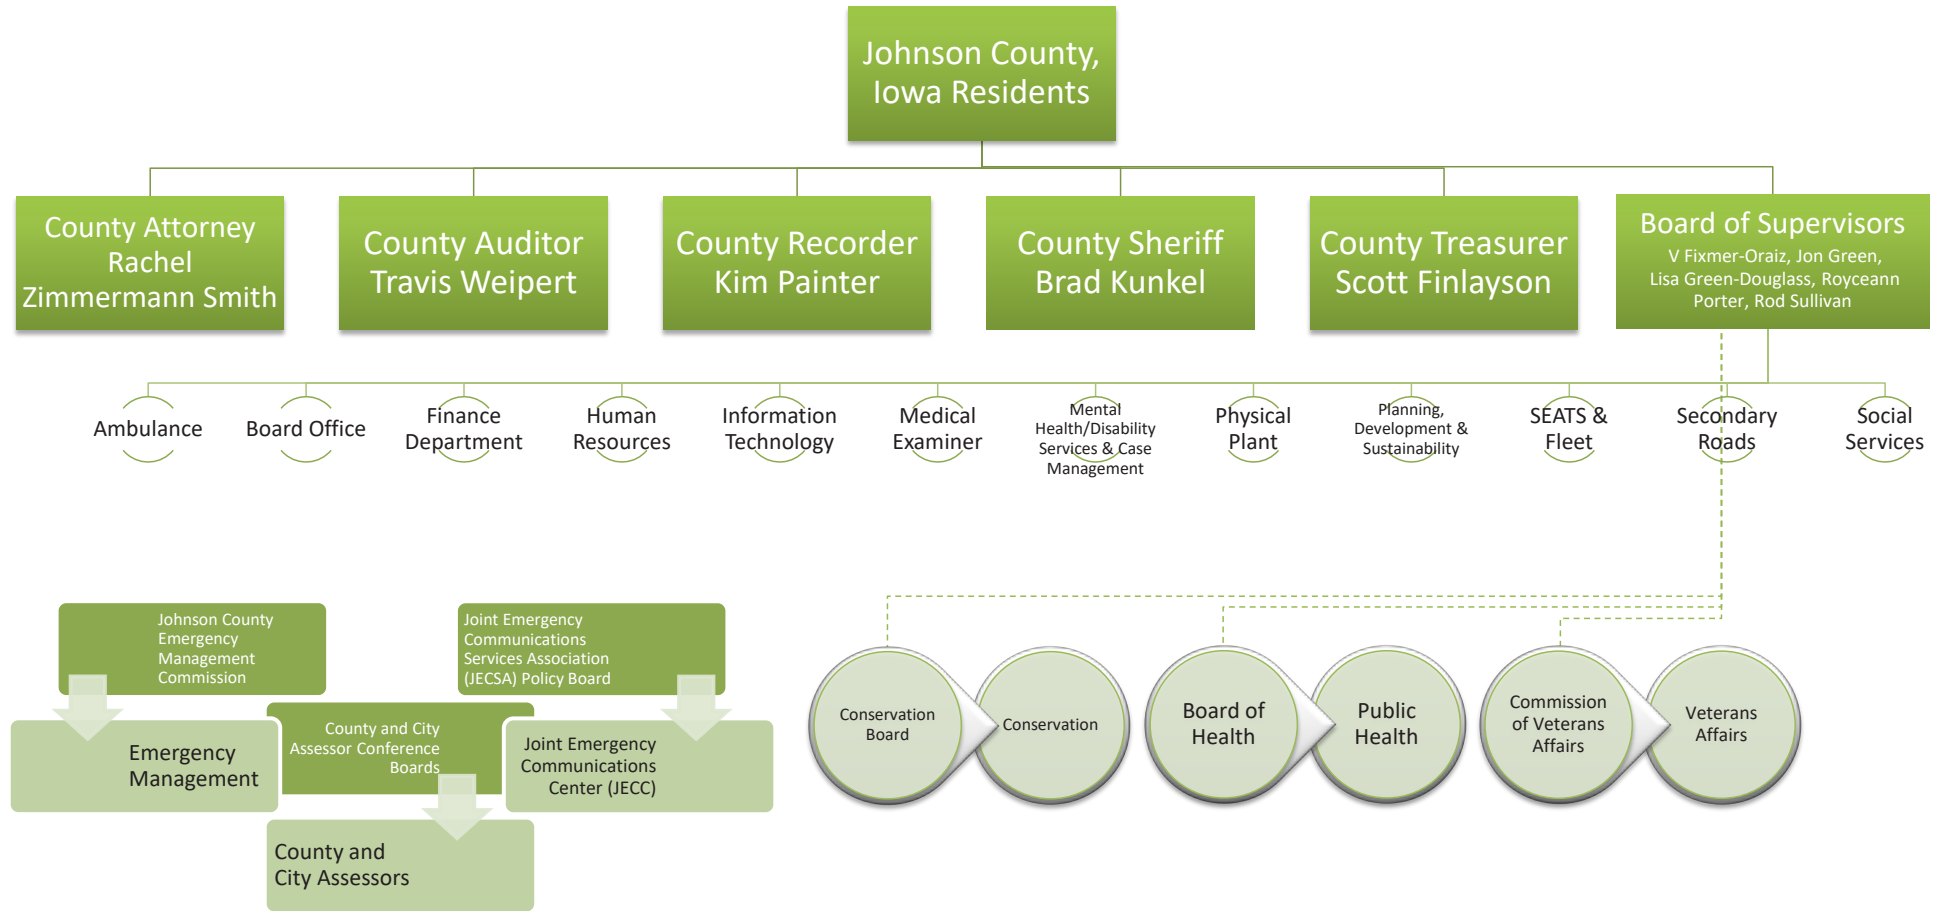 Johnson County,
Iowa Residents
County Attorney
Rachel
Zimmermann Smith
County Auditor
Travis Weipert
County Recorder
Kim Painter
County Sheriff
Brad Kunkel
County Treasurer
Scott Finlayson
Board of Supervisors
V Fixmer-Oraiz, Jon Green,
Lisa Green-Douglass, Royceann
Porter, Rod Sullivan
Ambulance
Board Office
Finance
Department
Human
Resources
Information
Technology
Medical
Examiner
Mental
Health/Disability
Services & Case
Management
Physical
Plant
Planning,
Development &
Sustainability
SEATS &
Fleet
Secondary
Roads
Social
Services
Johnson County
Emergency
Management
Commission
Emergency
Management
County and City
Assessor Conference
Boards
County and
City Assessors
Joint Emergency
Communications
Services Association
(JECSA) Policy Board
Joint Emergency
Communications
Center (JECC)
Conservation
Board
Conservation
Board of
Health
Public
Health
Commission
of Veterans
Affairs
Veterans
Affairs